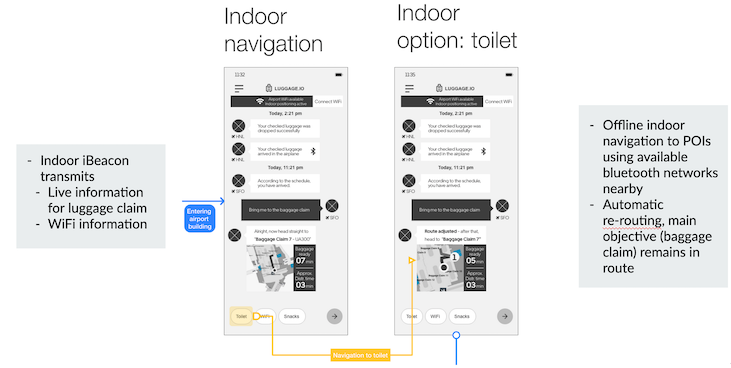 Indoor
navigation
Indoor
option: toilet
- Indoor iBeacon
transmits
- Live information
for luggage claim
- WiFi information
Entering
airport
building
11:32
LUGGAGE.IO
Airport WiFi available
Indoor positioning active
Connect WiFi
Today, 2:21 pm
Your checked luggage was
dropped successfully.
HNL
Your checked luggage
arrived in the airplane
HNL
Today, 11:21 pm
According to the schedule,
you have arrived.
SFO
Bring me to the baggage claim
SFO
Alright, now head straight to
"Baggage Claim 7 - UA300"
Baggage
ready
07 min
Approx.
Dist. time
03 min
Toilet
WiFi
Snacks
Navigation to toilet
11:35
LUGGAGE.IO
Airport WiFi available
Indoor positioning active
Connect WiFi
Today, 2:21 pm
Your checked luggage was
dropped successfully.
HNL
Your checked luggage
arrived in the airplane
HNL
Today, 11:21 pm
According to the schedule,
you have arrived.
SFO
Bring me to the baggage claim
SFO
Route adjusted - after that,
head to "Baggage Claim 7"
1
Baggage
ready
05 min
Approx.
Dist. time
03 min
Toilet
WiFi
Snacks
- Offline indoor
navigation to POIs
using available
bluetooth networks
nearby
- Automatic
re-routing, main
objective (baggage
claim) remains in
route